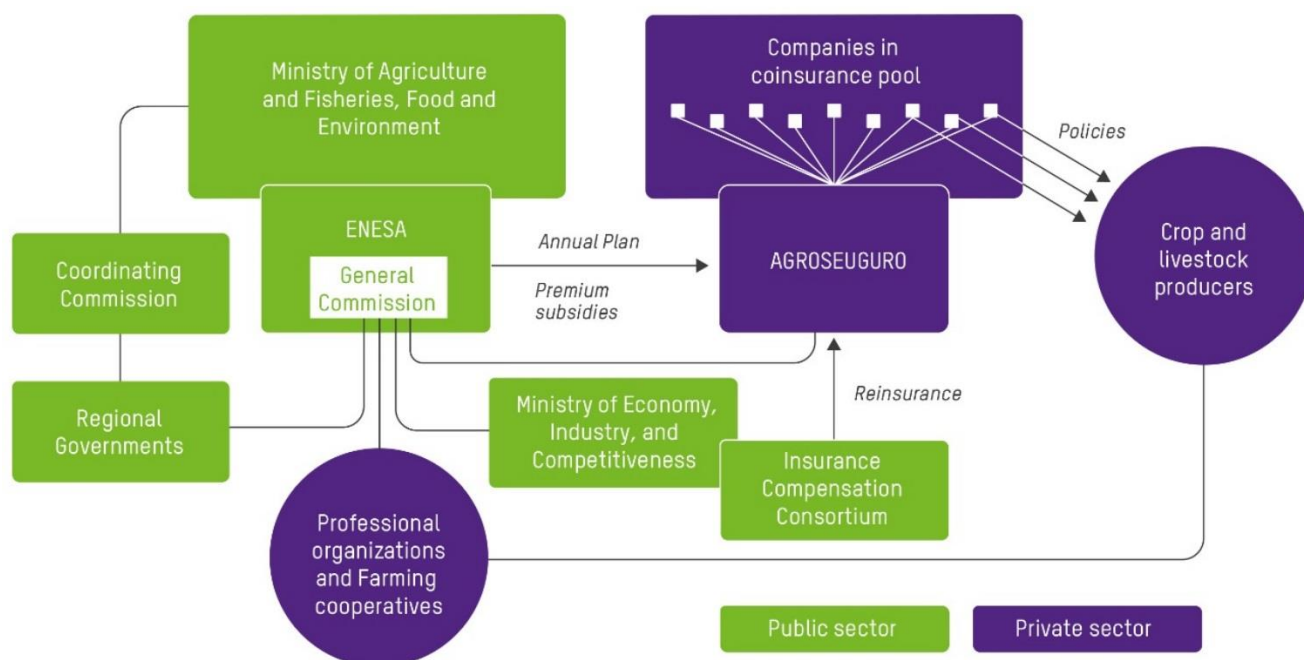 Ministry of Agriculture
and Fisheries, Food and
Environment
Companies in
coinsurance pool
Policies
ENESA
General
Commission
Annual Plan
Premium
subsidies
AGROSEUGURO
Crop and
livestock
producers
Coordinating
Commission
Regional
Governments
Ministry of Economy,
Industry, and
Competitiveness
Reinsurance
Insurance
Compensation
Consortium
Professional
organizations
and Farming
cooperatives
Public sector
Private sector